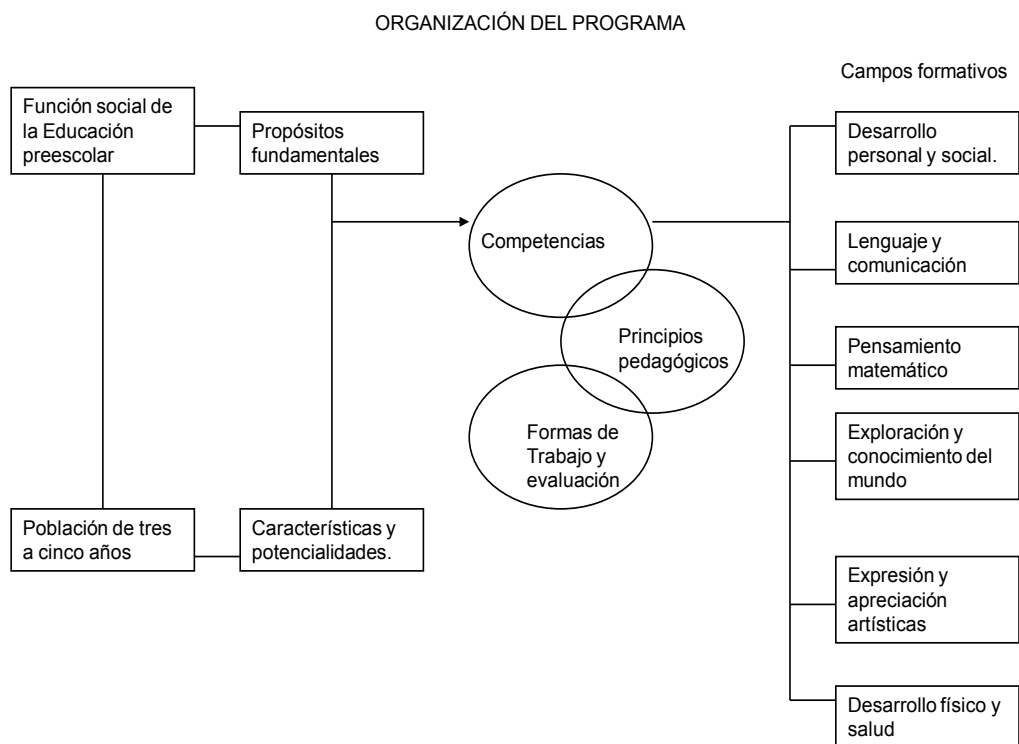 ORGANIZACIÓN DEL PROGRAMA
Campos formativos
Función social de
la Educación
preescolar
Propósitos
fundamentales
Competencias
Principios
pedagógicos
Formas de
Trabajo y
evaluación
Población de tres
a cinco años
Características y
potencialidades.
Desarrollo
personal y social.
Lenguaje y
comunicación
Pensamiento
matemático
Exploración y
conocimiento del
mundo
Expresión y
apreciación
artísticas
Desarrollo físico y
salud